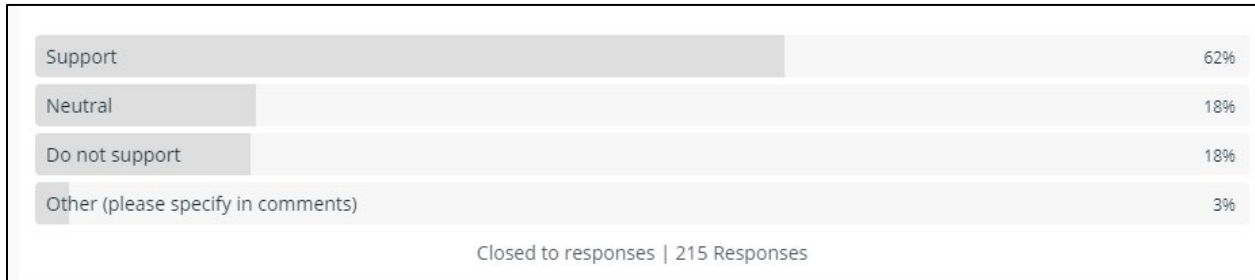 Support 62%
Neutral 18%
Do not support 18%
Other (please specify in comments) 3%
Closed to responses | 215 Responses